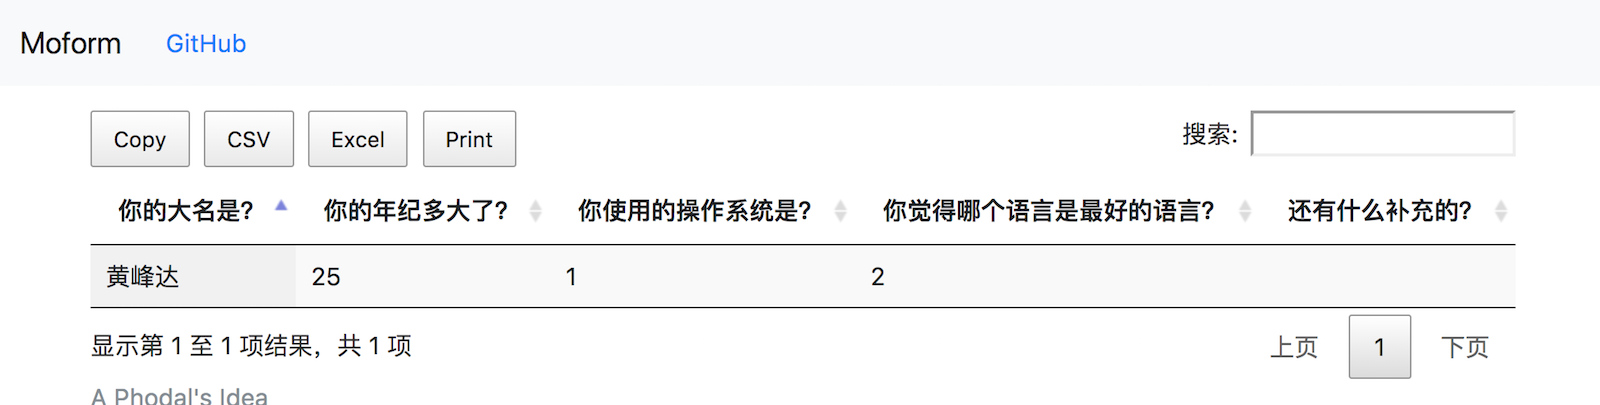 Moform GitHub
Copy CSV Excel Print 搜索:
你的大名是? 你的年纪多大了? 你使用的操作系统是? 你觉得哪个语言是最好的语言? 还有什么补充的?
黄峰达 25 1 2
显示第 1 至 1 项结果，共 1 项 上页 1 下页
A Phodal's Idea